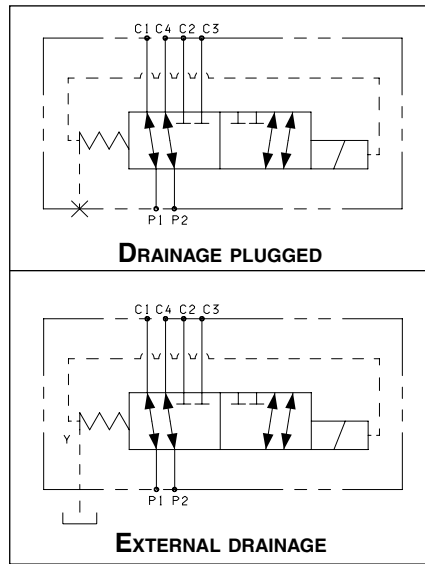 C1 C4 C2 C3
P1 P2
DRAINAGE PLUGGED
C1 C4 C2 C3
Y
P1 P2
EXTERNAL DRAINAGE